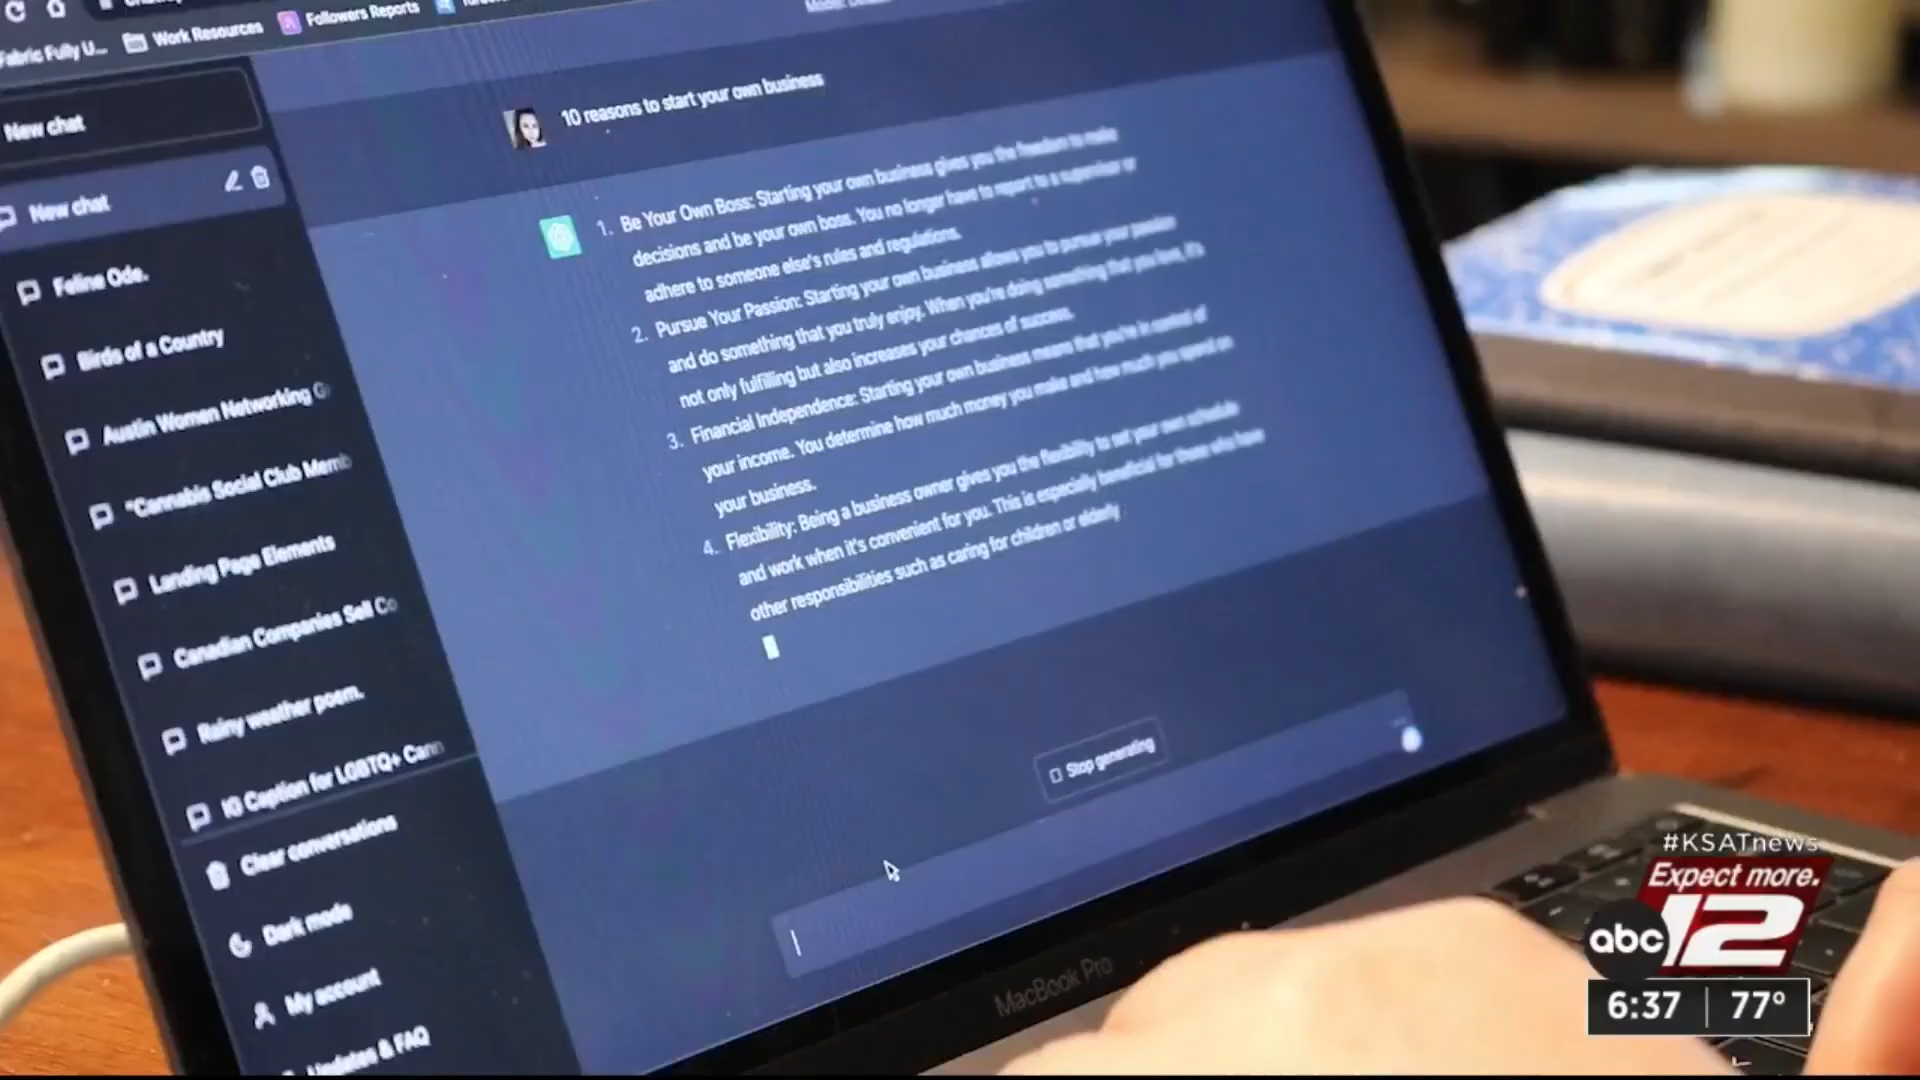 Fabric Fully U...
Work Resources
Followers Reports
New chat
New chat
Feline Ode.
Birds of a Country
Austin Women Networking G
"Cannabis Social Club Memb
Landing Page Elements
Canadian Companies Sell Co
Rainy weather poem.
IG Caption for LGBTQ+ Cann
Clear conversations
Dark mode
My account
Updates & FAQ
10 reasons to start your own business
1. Be Your Own Boss: Starting your own business gives you the freedom to make
decisions and be your own boss. You no longer have to report to a supervisor or
adhere to someone else's rules and regulations.
2. Pursue Your Passion: Starting your own business allows you to pursue your passion
and do something that you truly enjoy. When you're doing something that you love, it's
not only fulfilling but also increases your chances of success.
3. Financial Independence: Starting your own business means that you're in control of
your income. You determine how much money you make and how much you spend on
your business.
4. Flexibility: Being a business owner gives you the flexibility to set your own schedule
and work when it's convenient for you. This is especially beneficial for those who have
other responsibilities such as caring for children or elderly
Stop generating
MacBook Pro
#KSATnews
Expect more.
abc 12
6:37 77°